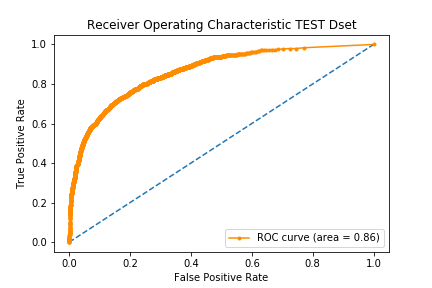 Receiver Operating Characteristic TEST Dset
1.0
0.8
0.6
0.4
0.2
0.0
True Positive Rate
ROC curve (area = 0.86)
0.0 0.2 0.4 0.6 0.8 1.0
False Positive Rate